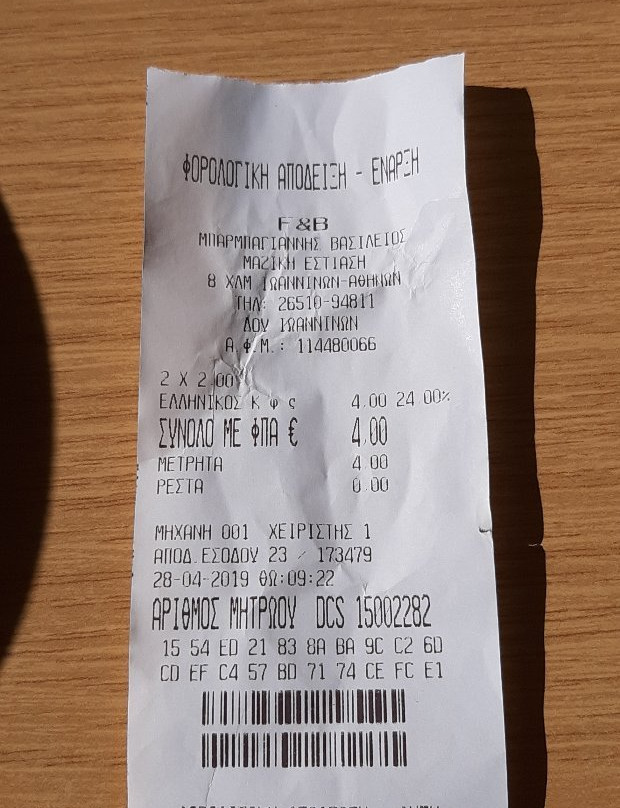 ΦΟΡΟΛΟΓΙΚΗ ΑΠΟΔΕΙΞΗ - ΕΝΑΡΞΗ
F &B
ΜΠΑΡΜΠΑΓΙΑΝΝΗΣ ΒΑΣΙΛΕΙΟΣ
ΜΑΖΙΚΗ ΕΣΤΙΑΣΗ
8 ΧΛΜ ΙΩΑΝΝΙΝΩΝ-ΑΘΗΝΩΝ
ΤΗΛ: 26510-94811
ΔΟΥ ΙΩΑΝΝΙΝΩΝ
Α.Φ.Μ.: 114480066
2 X 2.00
ΕΛΛΗΝΙΚΟΣ Κ φ ς 4.00 24 00%
ΣΥΝΟΛΟ ΜΕ ΦΠΑ € 4,00
ΜΕΤΡΗΤΑ 4.00
ΡΕΣΤΑ 0.00
ΜΗΧΑΝΗ 001 ΧΕΙΡΙΣΤΗΣ 1
ΑΠΟΔ.ΕΣΟΔΟΥ 23 / 173479
28-04-2019 ΘΩ:09:22
ΑΡΙΘΜΟΣ ΜΗΤΡΩΟΥ DCS 15002282
15 54 ED 21 83 8A BA 9C C2 6D
CD EF C4 57 BD 71 74 CE FC E1